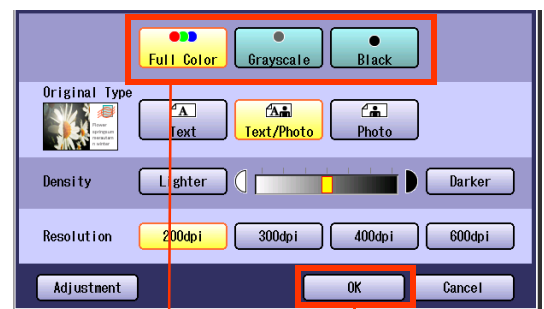 Full Color Grayscale Black
Original Type
A A
Text Text/Photo Photo
Density Lighter Darker
Resolution 200dpi 300dpi 400dpi 600dpi
Adjustment OK Cancel